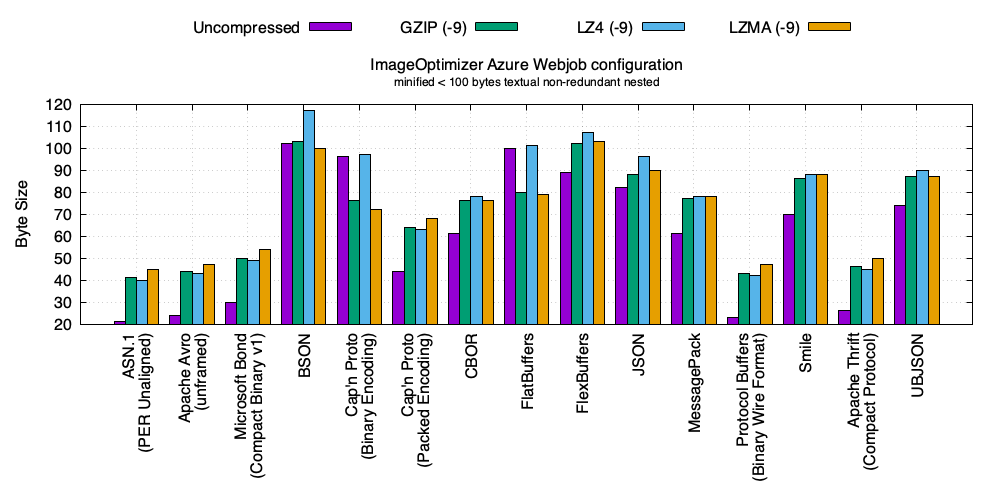 Uncompressed GZIP (-9) LZ4 (-9) LZMA (-9)
ImageOptimizer Azure Webjob configuration
minified < 100 bytes textual non-redundant nested
Byte Size
120
110
100
90
80
70
60
50
40
30
20
ASN.1
(PER Unaligned)
Apache Avro
(unframed)
Microsoft Bond
(Compact Binary v1)
BSON
Cap'n Proto
(Binary Encoding)
Cap'n Proto
(Packed Encoding)
CBOR
FlatBuffers
FlexBuffers
JSON
MessagePack
Protocol Buffers
(Binary Wire Format)
Smile
Apache Thrift
(Compact Protocol)
UBJSON